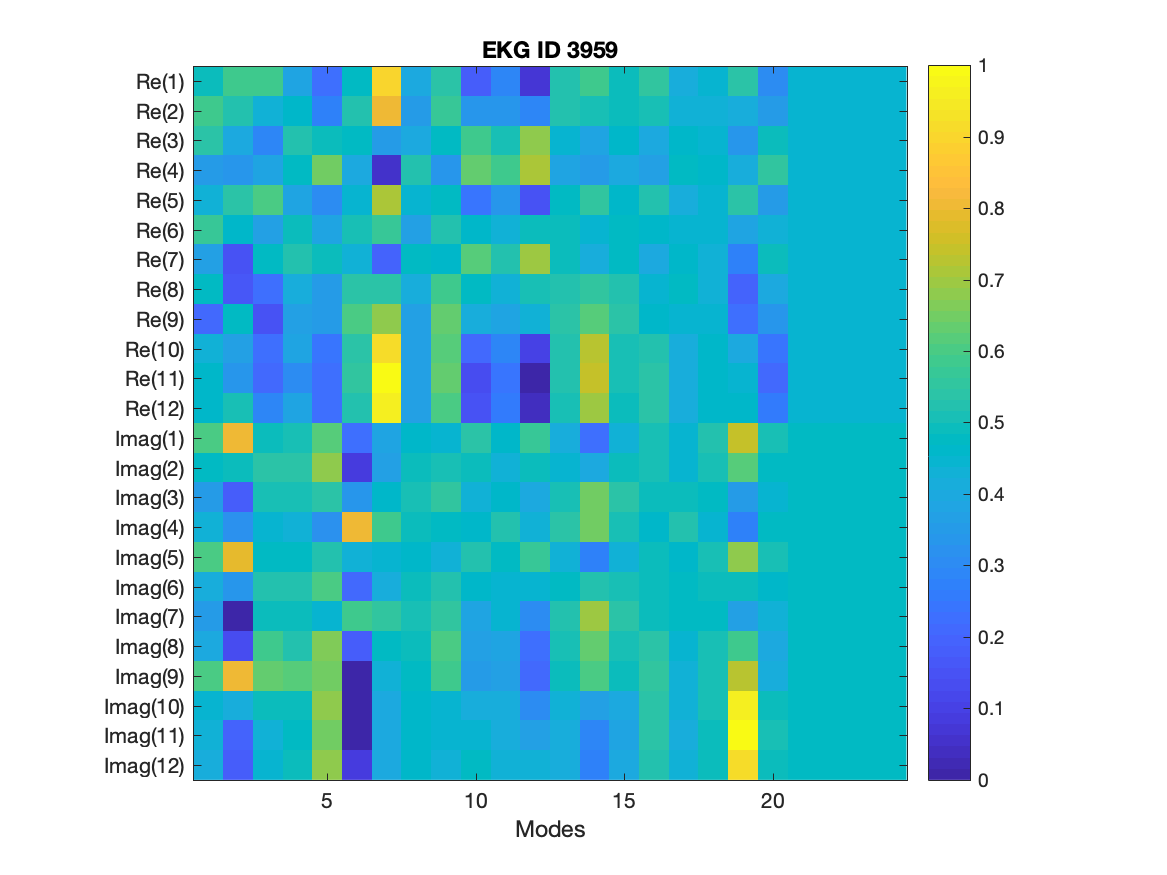 EKG ID 3959
Re(1)
Re(2)
Re(3)
Re(4)
Re(5)
Re(6)
Re(7)
Re(8)
Re(9)
Re(10)
Re(11)
Re(12)
Imag(1)
Imag(2)
Imag(3)
Imag(4)
Imag(5)
Imag(6)
Imag(7)
Imag(8)
Imag(9)
Imag(10)
Imag(11)
Imag(12)
5 10 15 20
Modes
1
0.9
0.8
0.7
0.6
0.5
0.4
0.3
0.2
0.1
0